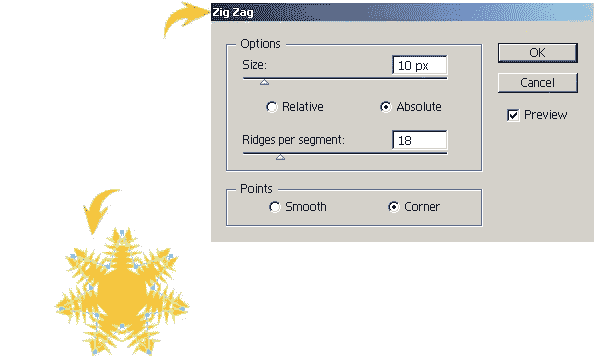 Zig Zag
Options
Size: 10 px
OK
Cancel
Relative Absolute
Preview
Ridges per segment: 18
Points
Smooth Corner